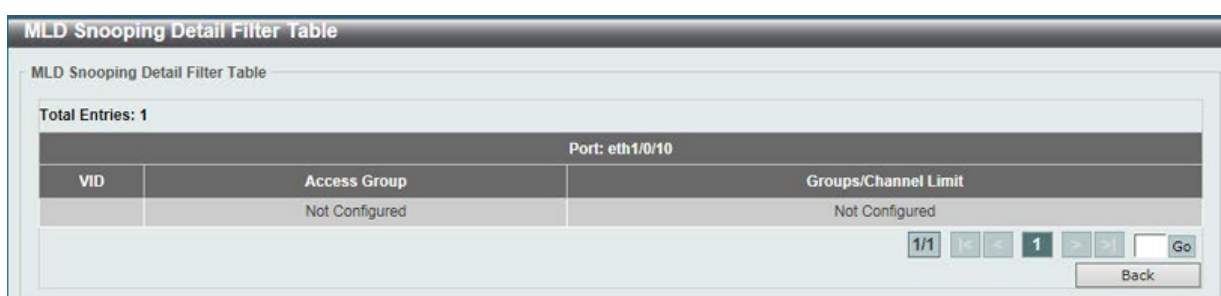 MLD Snooping Detail Filter Table
MLD Snooping Detail Filter Table
Total Entries: 1
Port: eth1/0/10
VID Access Group Groups/Channel Limit
Not Configured Not Configured
1/1 |< < 1 > >| Go
Back